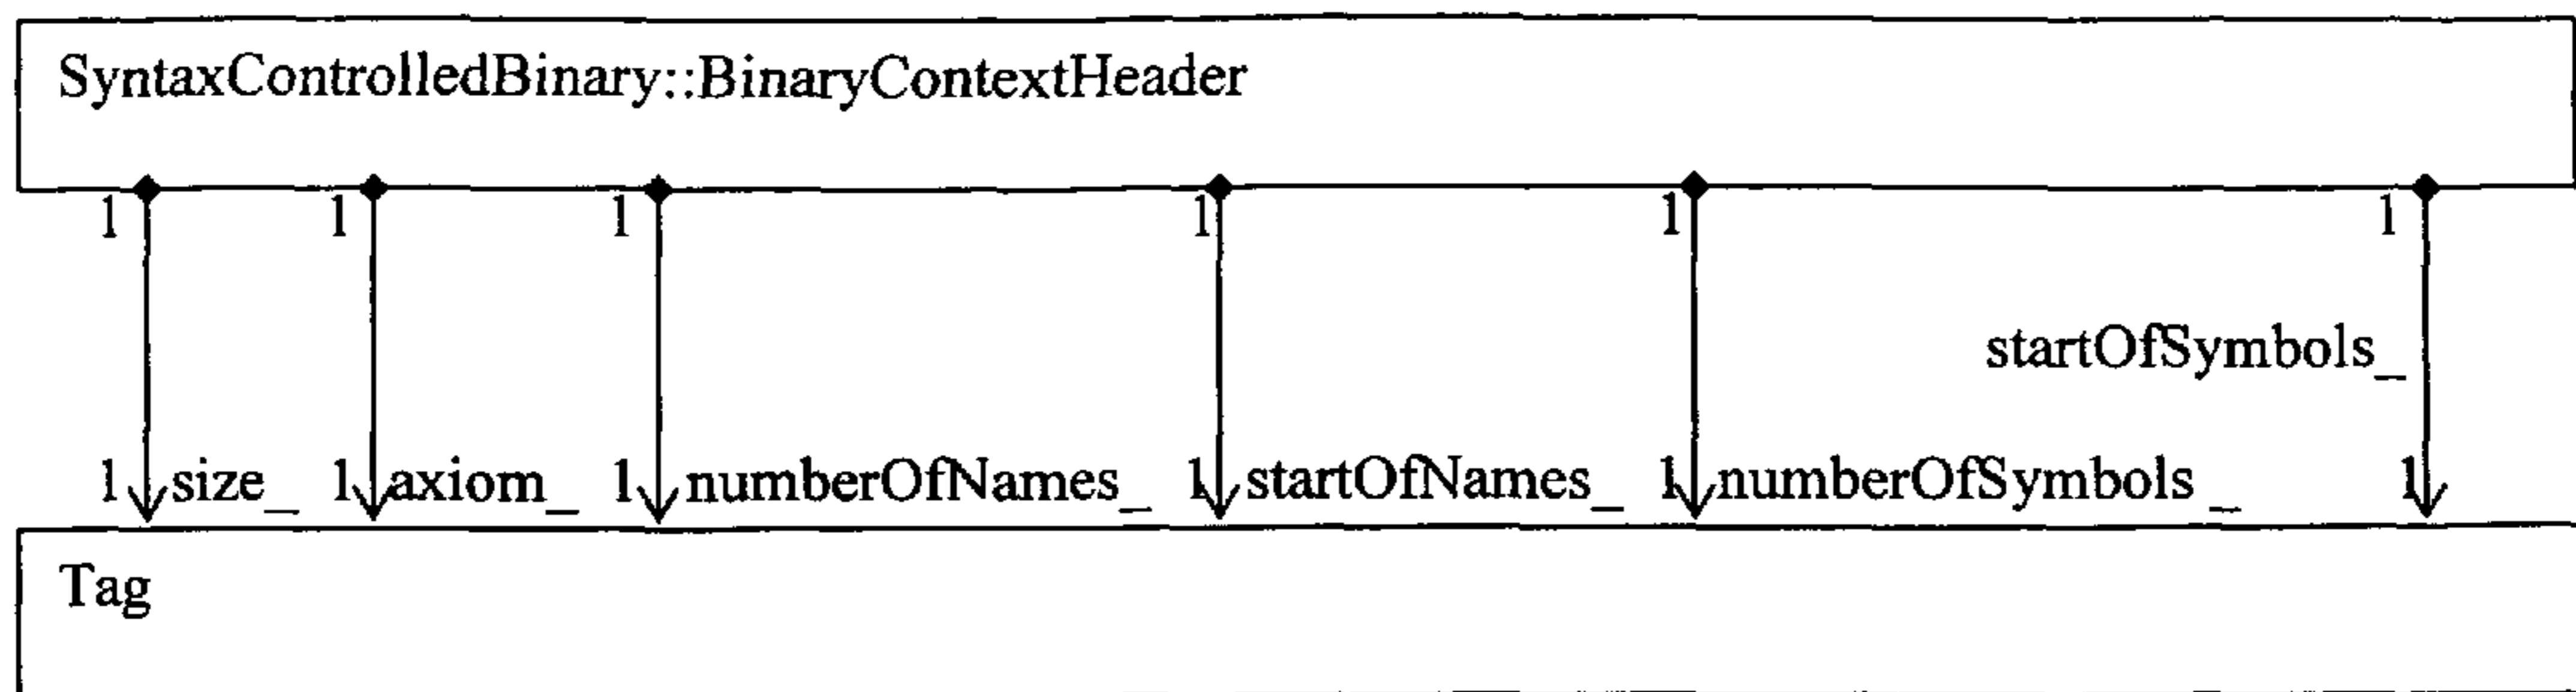 SyntaxControlledBinary::BinaryContextHeader
1 1 1 1 1 1
startOfSymbols_
1 size_ 1 axiom_ 1 numberOfNames_ 1 startOfNames_ 1 numberOfSymbols_ 1
Tag